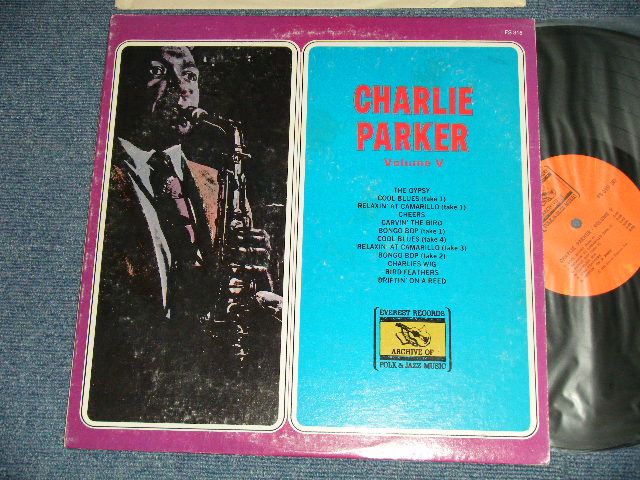 CHARLIE
PARKER
Volume V
THE GYPSY
COOL BLUES (take 1)
RELAXIN' AT CAMARILLO (take 1)
CHEERS
CARVIN' THE BIRD
BONGO BOP (take 1)
COOL BLUES (take 4)
RELAXIN' AT CAMARILLO (take 3)
BONGO BOP (take 2)
CHARLIES WIG
BIRD FEATHERS
DRIFTIN' ON A REED
EVEREST RECORDS
ARCHIVE OF
FOLK & JAZZ MUSIC